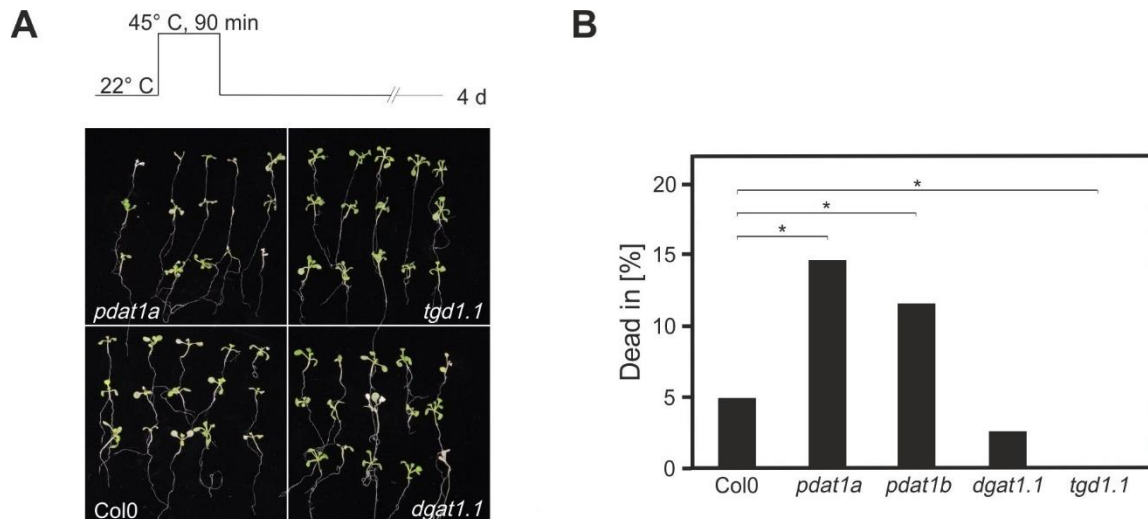 A
45° C, 90 min
22° C
4 d
pdat1a
tgd1.1
Col0
dgat1.1
B
Dead in [%]
20
15
10
5
0
*
*
*
Col0 pdat1a pdat1b dgat1.1 tgd1.1